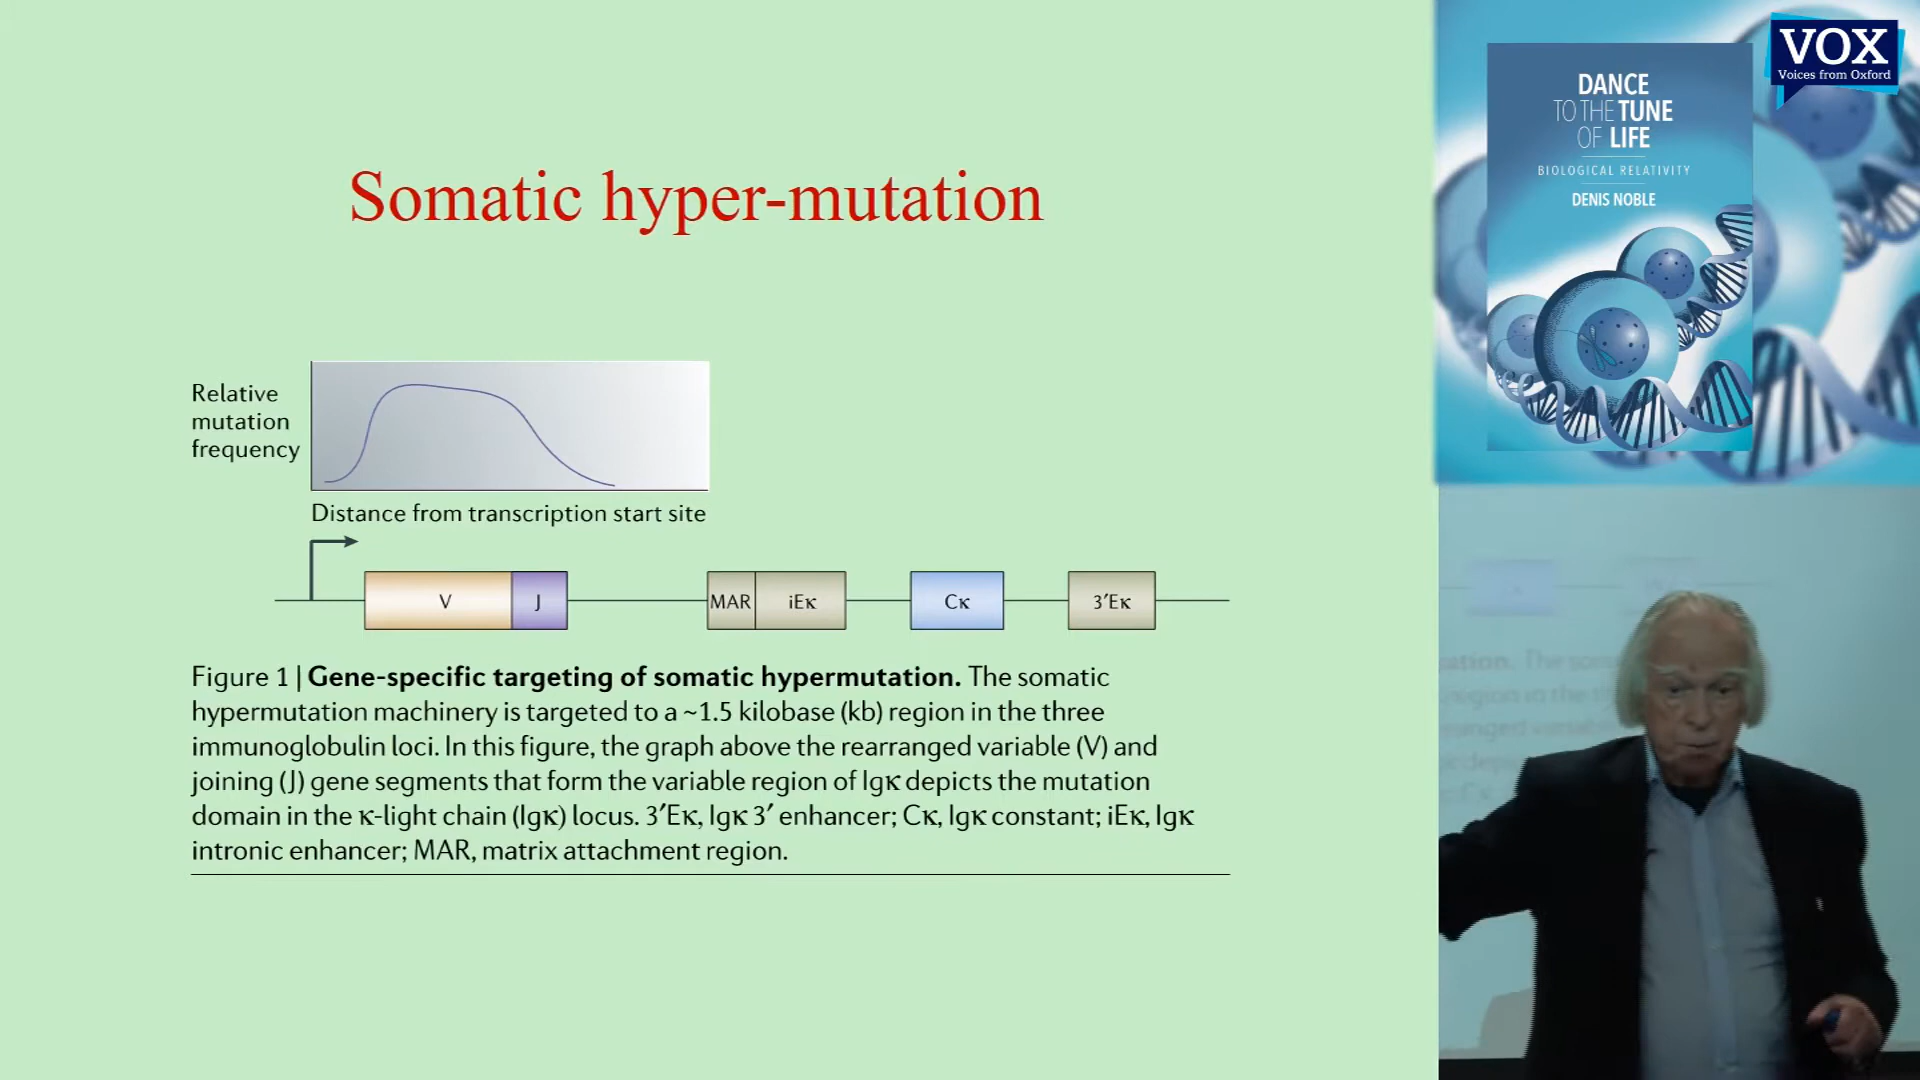 Somatic hyper-mutation
Relative
mutation
frequency
Distance from transcription start site
V
J
MAR
iEκ
Cκ
3′Eκ
Figure 1 | Gene-specific targeting of somatic hypermutation. The somatic
hypermutation machinery is targeted to a ~1.5 kilobase (kb) region in the three
immunoglobulin loci. In this figure, the graph above the rearranged variable (V) and
joining (J) gene segments that form the variable region of Igκ depicts the mutation
domain in the κ-light chain (Igκ) locus. 3′Eκ, Igκ 3′ enhancer; Cκ, Igκ constant; iEκ, Igκ
intronic enhancer; MAR, matrix attachment region.
DANCE
TO THE TUNE
OF LIFE
BIOLOGICAL RELATIVITY
DENIS NOBLE
VOX
Voices from Oxford